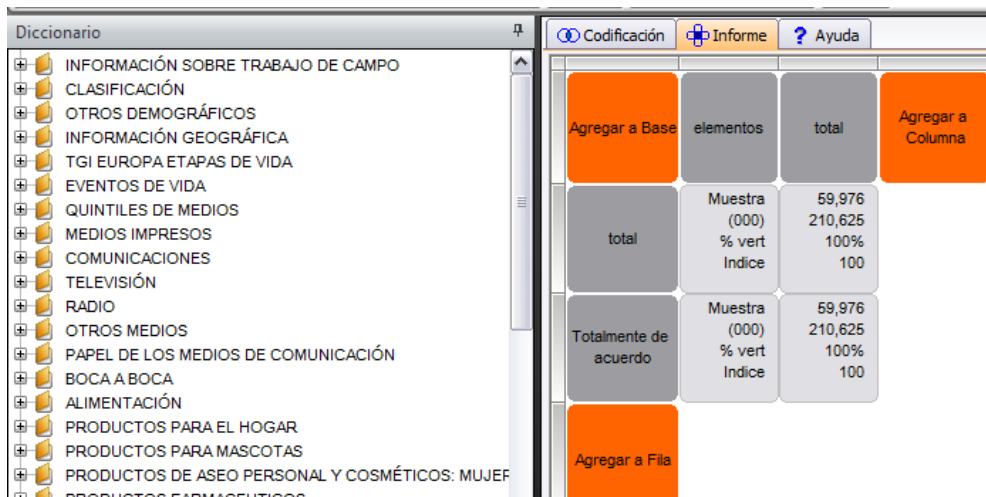 Diccionario
INFORMACIÓN SOBRE TRABAJO DE CAMPO
CLASIFICACIÓN
OTROS DEMOGRÁFICOS
INFORMACIÓN GEOGRÁFICA
TGI EUROPA ETAPAS DE VIDA
EVENTOS DE VIDA
QUINTILES DE MEDIOS
MEDIOS IMPRESOS
COMUNICACIONES
TELEVISIÓN
RADIO
OTROS MEDIOS
PAPEL DE LOS MEDIOS DE COMUNICACIÓN
BOCA A BOCA
ALIMENTACIÓN
PRODUCTOS PARA EL HOGAR
PRODUCTOS PARA MASCOTAS
PRODUCTOS DE ASEO PERSONAL Y COSMÉTICOS: MUJER
PRODUCTOS FARMACEUTICOS
Codificación Informe ? Ayuda
Agregar a Base elementos total Agregar a
Columna
total
Muestra 59,976
(000) 210,625
% vert 100%
Indice 100
Totalmente de
acuerdo
Muestra 59,976
(000) 210,625
% vert 100%
Indice 100
Agregar a Fila